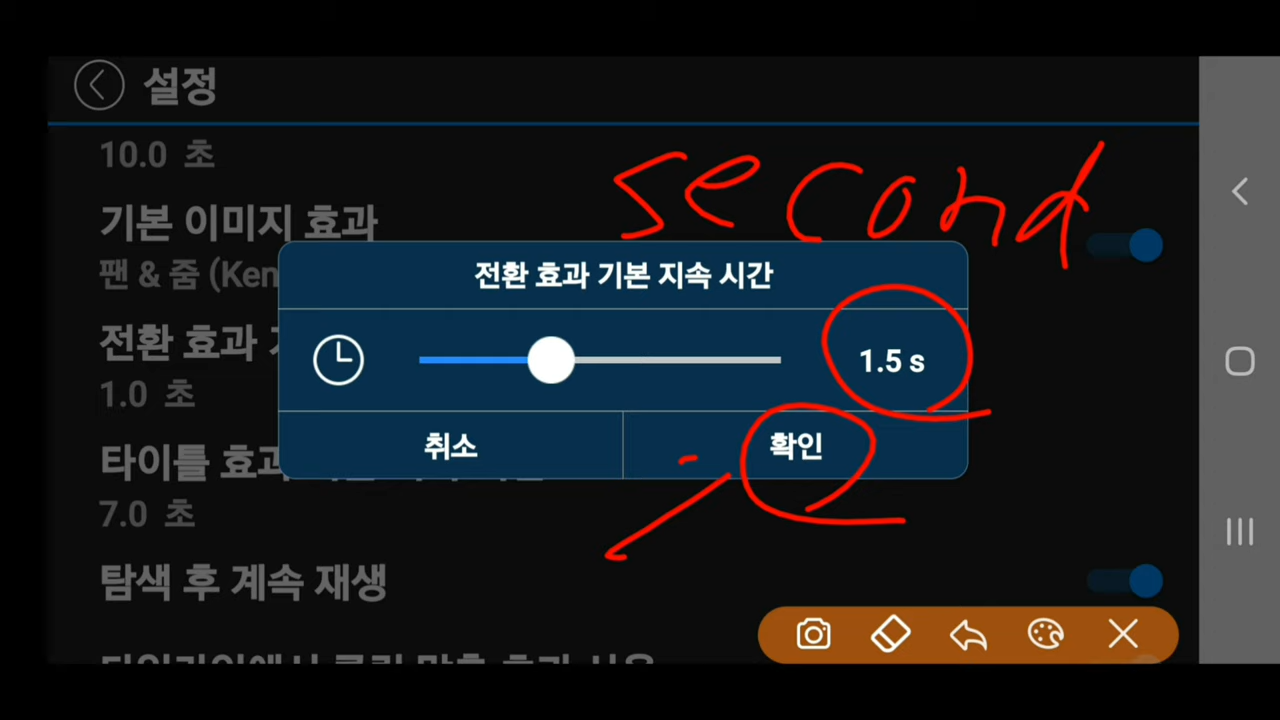 설정
10.0 초
second
기본 이미지 효과
팬 & 줌 (Ken
전환 효과 기본 지속 시간
전환 효과
1.5 s
1.0 초
취소
확인
타이틀 효과
7.0 초
탐색 후 계속 재생